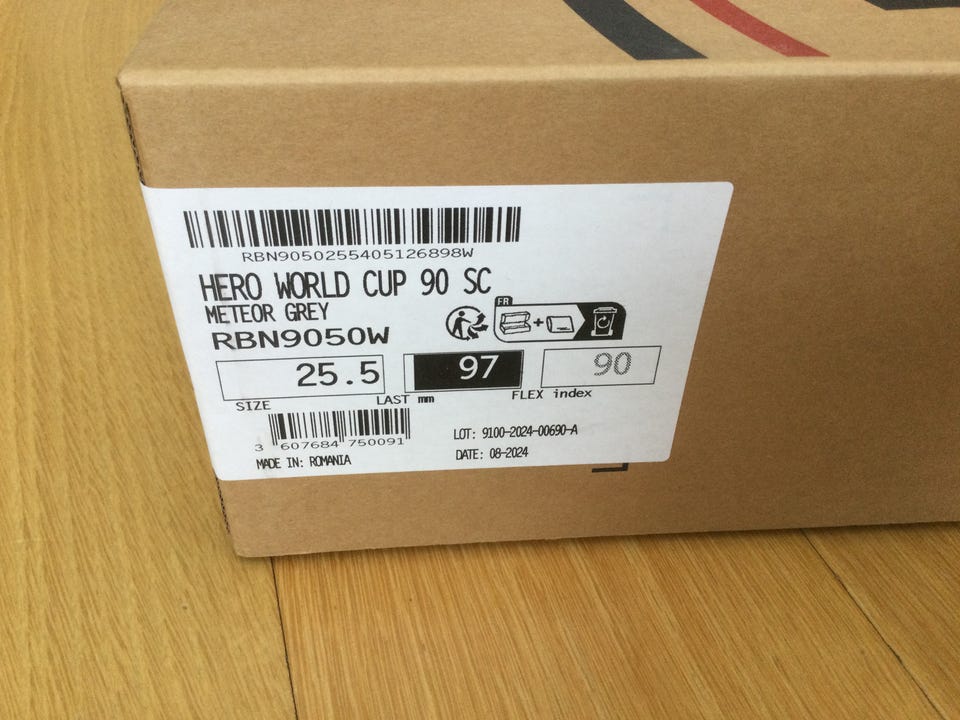 RBN9050255405126898W
HERO WORLD CUP 90 SC
METEOR GREY
FR
RBN9050W
25.5 97 90
SIZE LAST mm FLEX index
3 607684 750091
LOT: 9100-2024-00690-A
MADE IN: ROMANIA DATE: 08-2024